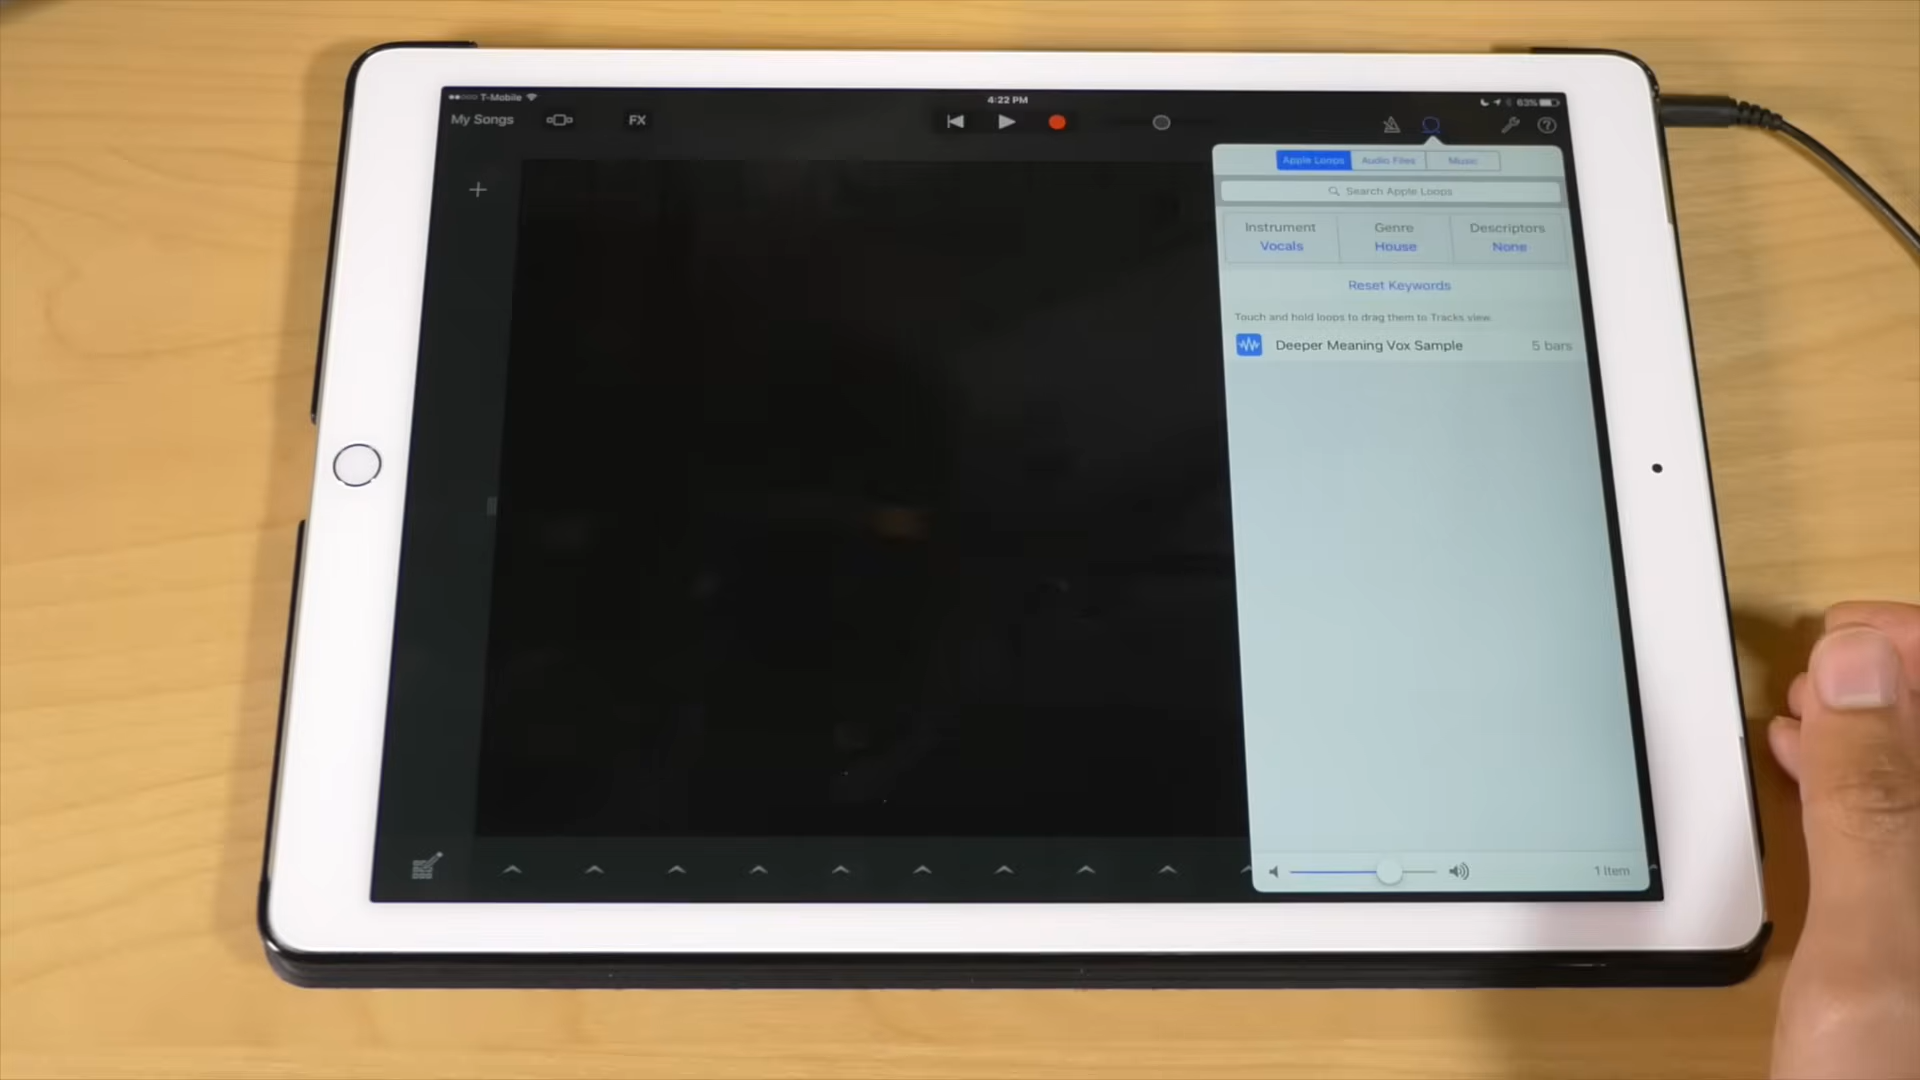 T-Mobile
4:22 PM
63%
My Songs
FX
Apple Loops
Audio Files
Music
Search Apple Loops
Instrument
Vocals
Genre
House
Descriptors
None
Reset Keywords
Touch and hold loops to drag them to Tracks view.
Deeper Meaning Vox Sample
5 bars
1 Item